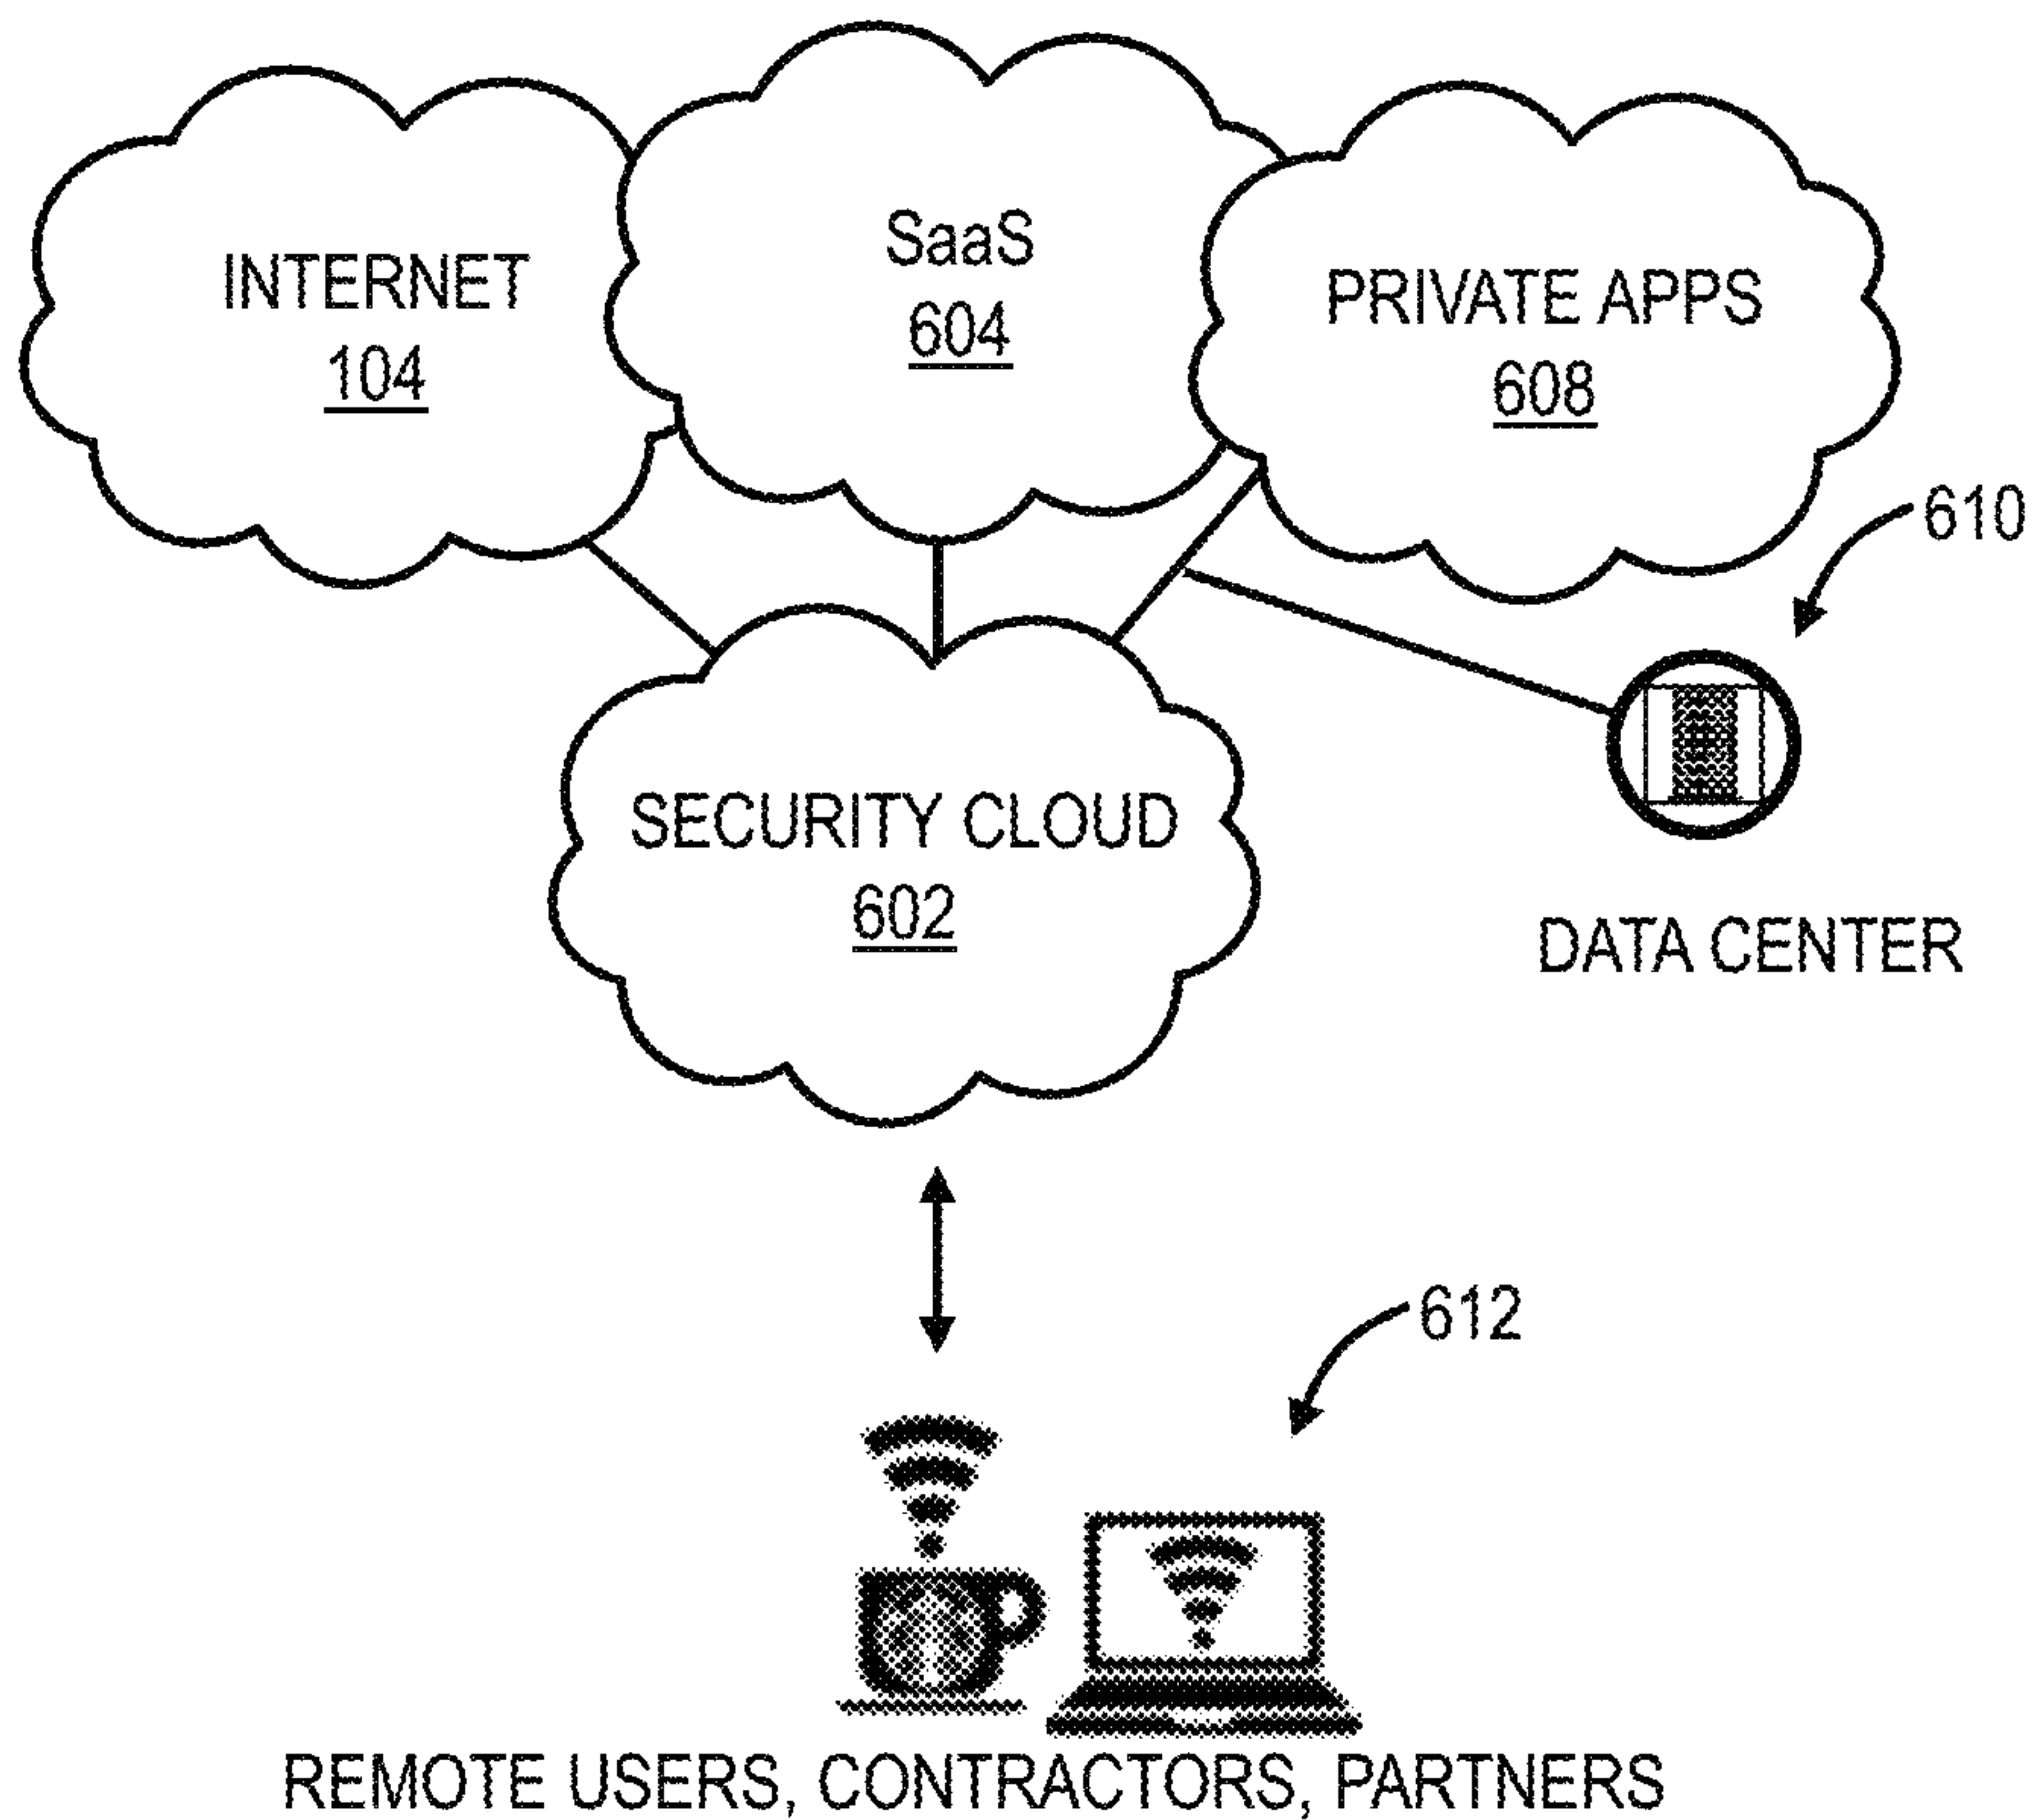 INTERNET
104
SaaS
604
PRIVATE APPS
608
610
SECURITY CLOUD
602
DATA CENTER
612
REMOTE USERS, CONTRACTORS, PARTNERS